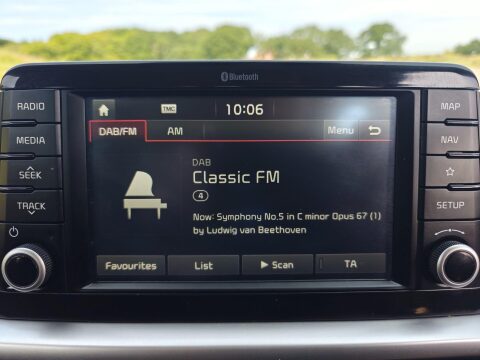 Bluetooth
RADIO
MEDIA
SEEK
TRACK
TMC
10:06
DAB/FM
AM
Menu
DAB
Classic FM
4
Now: Symphony No.5 in C minor Opus 67 (1)
by Ludwig van Beethoven
Favourites
List
Scan
TA
MAP
NAV
SETUP